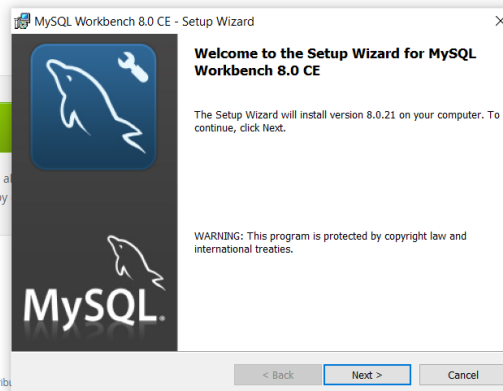 MySQL Workbench 8.0 CE - Setup Wizard
Welcome to the Setup Wizard for MySQL
Workbench 8.0 CE
The Setup Wizard will install version 8.0.21 on your computer. To
continue, click Next.
WARNING: This program is protected by copyright law and
international treaties.
MySQL.
< Back
Next >
Cancel